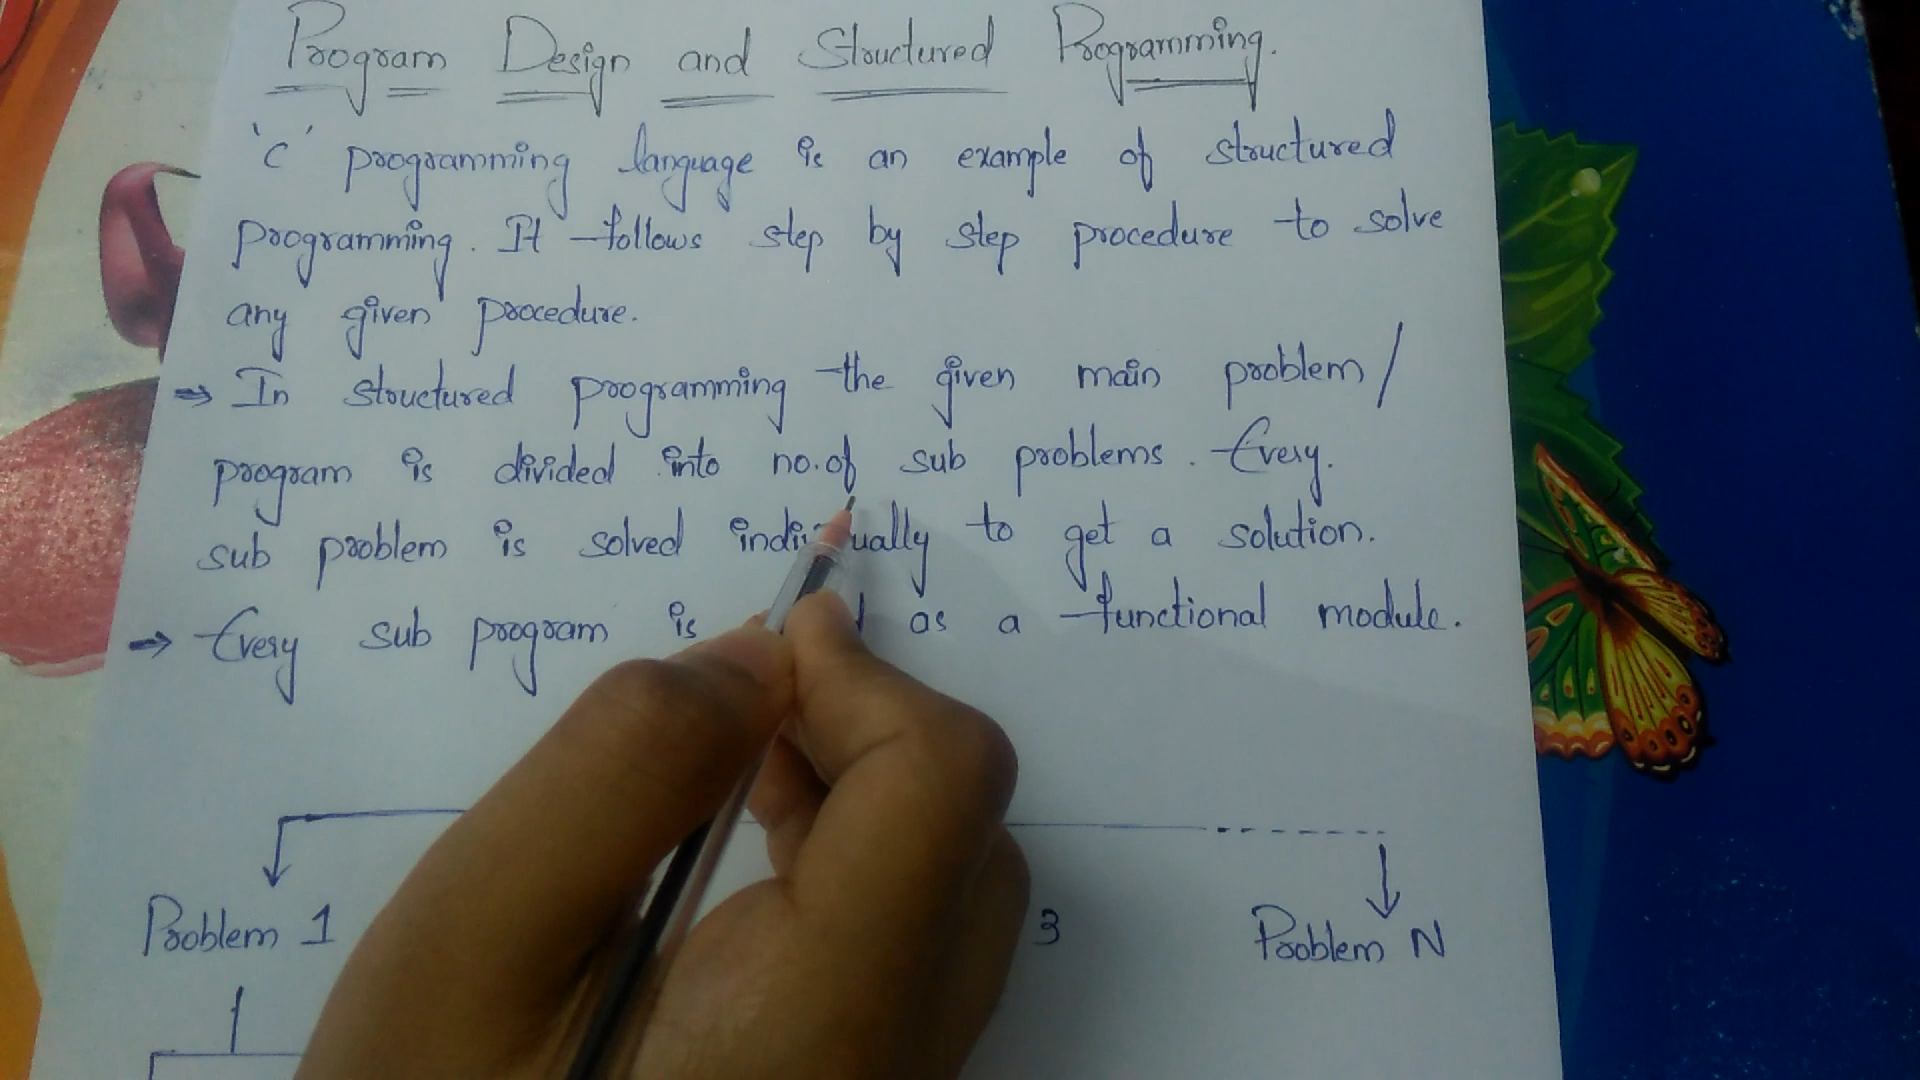 Program Design and Structured Programming.
'C' programming language is an example of structured
programming. It follows step by step procedure to solve
any given procedure.
⇒ In structured programming the given main problem/
program is divided into no.of sub problems. Every.
sub problem is solved to get a solution.
→ Every sub program is as a functional module.
Problem 1 3 Problem N